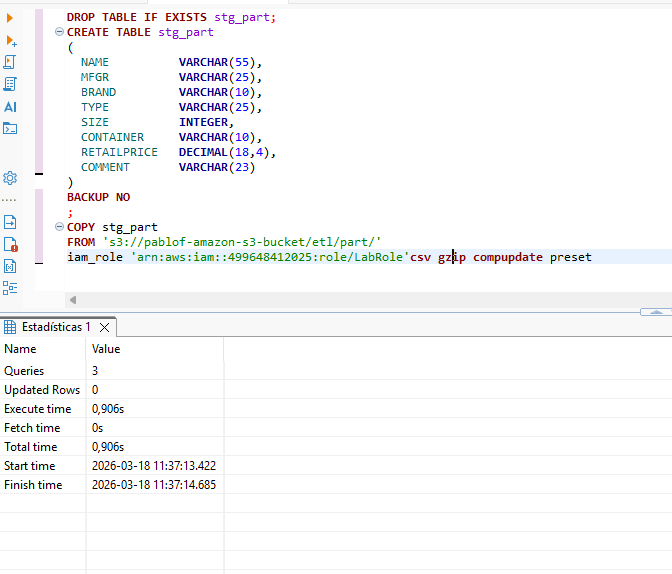 DROP TABLE IF EXISTS stg_part;
CREATE TABLE stg_part
(
NAME VARCHAR(55),
MFGR VARCHAR(25),
BRAND VARCHAR(10),
TYPE VARCHAR(25),
SIZE INTEGER,
CONTAINER VARCHAR(10),
RETAILPRICE DECIMAL(18,4),
COMMENT VARCHAR(23)
)
BACKUP NO
;
COPY stg_part
FROM 's3://pablof-amazon-s3-bucket/etl/part/'
iam_role 'arn:aws:iam::499648412025:role/LabRole'csv gzip compupdate preset
AI
Estadísticas 1
Name Value
Queries 3
Updated Rows 0
Execute time 0,906s
Fetch time 0s
Total time 0,906s
Start time 2026-03-18 11:37:13.422
Finish time 2026-03-18 11:37:14.685